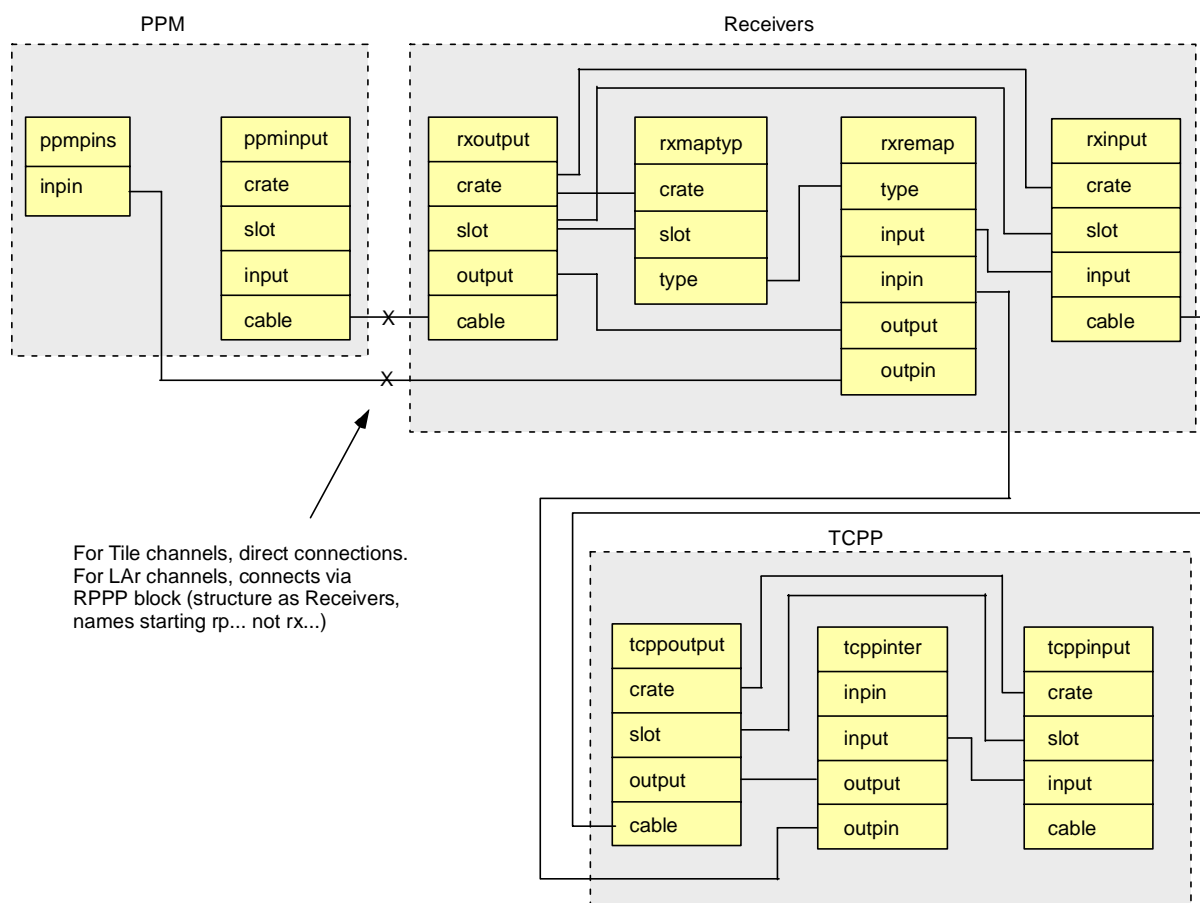 PPM
Receivers
ppmpins
inpin
ppminput
crate
slot
input
cable
rxoutput
crate
slot
output
cable
rxmaptyp
crate
slot
type
rxremap
type
input
inpin
output
outpin
rxinput
crate
slot
input
cable
X
X
For Tile channels, direct connections.
For LAr channels, connects via
RPPP block (structure as Receivers,
names starting rp... not rx...)
TCPP
tcppoutput
crate
slot
output
cable
tcppinter
inpin
input
output
outpin
tcppinput
crate
slot
input
cable